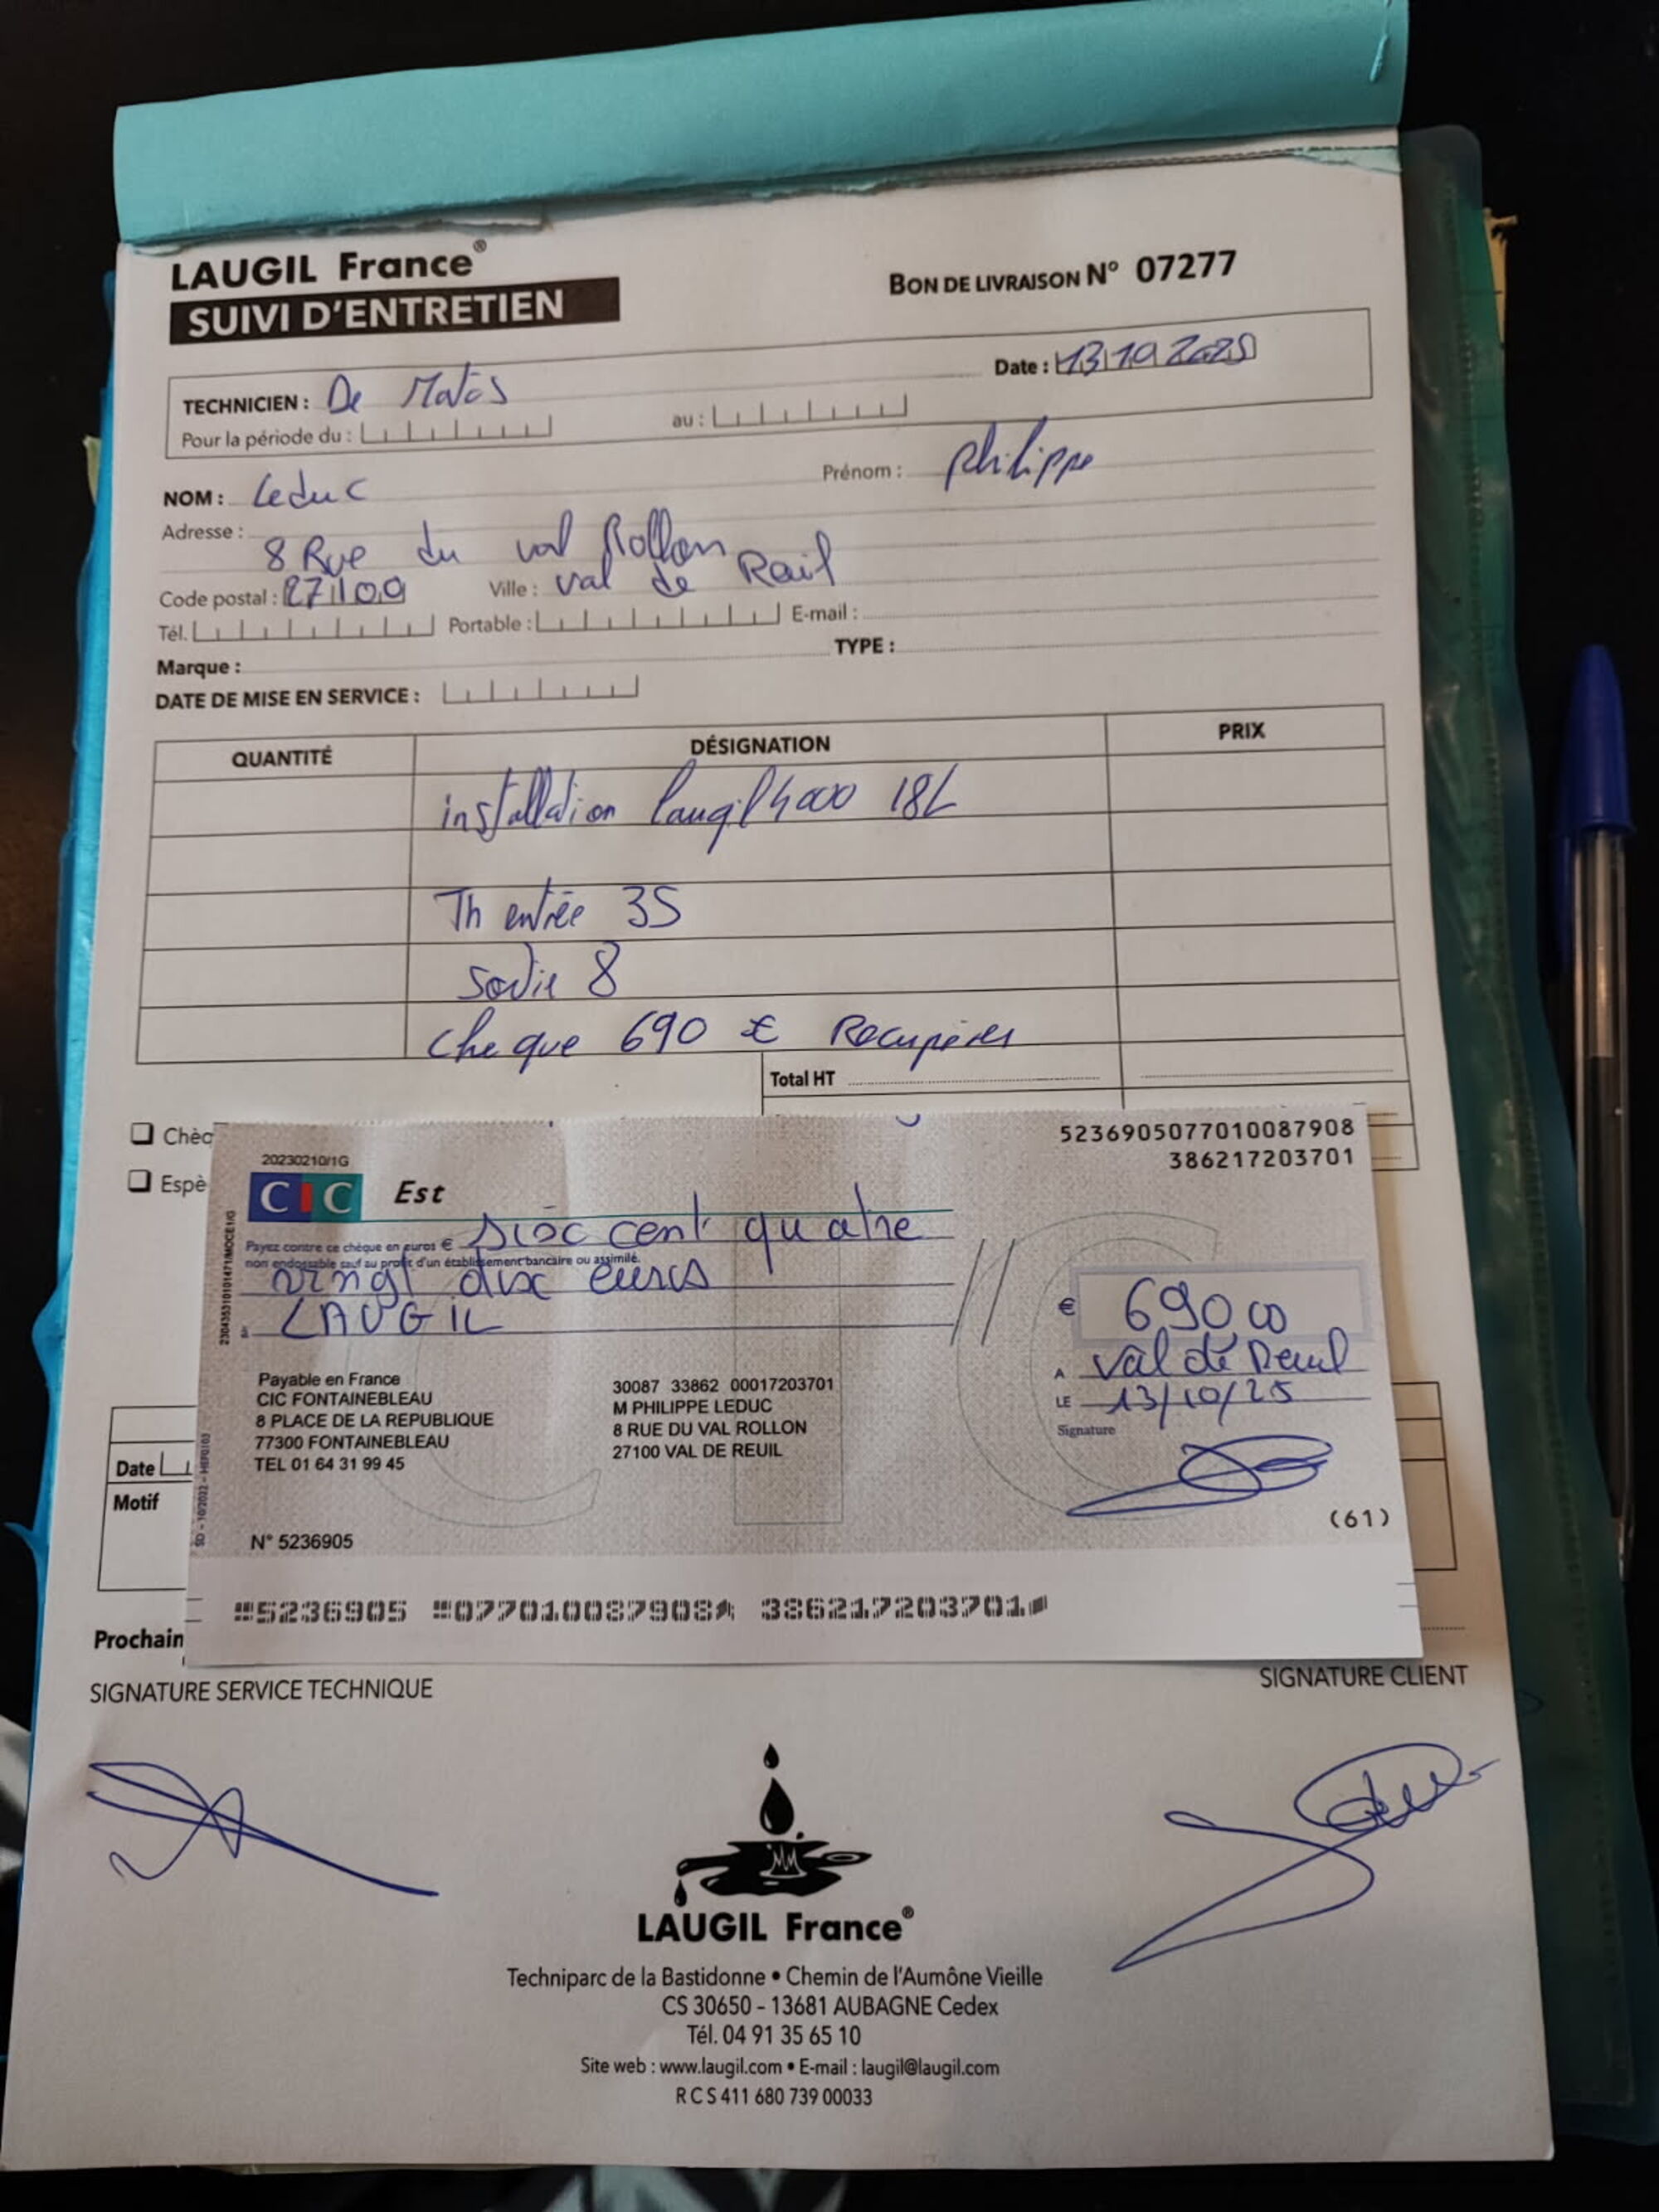 LAUGIL France®
SUIVI D'ENTRETIEN
BON DE LIVRAISON N° 07277
TECHNICIEN : De Matos
Date : 13 10 2025
Pour la période du : au :
NOM : Leduc Prénom : philippe
Adresse : 8 Rue du val Rollon
Code postal : 27100 Ville : val de Reuil
Tél. Portable : E-mail :
Marque : TYPE :
DATE DE MISE EN SERVICE :
QUANTITÉ DÉSIGNATION PRIX
installation laugil 4000 18L
Th entrée 35
Sortie 8
cheque 690 € Recupérer
Total HT
Chèq
Espè
20230210/1G
5236905077010087908
386217203701
CIC Est
Payez contre ce chèque en euros € Six cent quatre
non endossable sauf au profit d'un établissement bancaire ou assimilé.
vingt dix euros
LAUGIL
€ 690 00
A Val de Reuil
LE 13/10/25
Signature
Payable en France
CIC FONTAINEBLEAU
8 PLACE DE LA REPUBLIQUE
77300 FONTAINEBLEAU
TEL 01 64 31 99 45
30087 33862 00017203701
M PHILIPPE LEDUC
8 RUE DU VAL ROLLON
27100 VAL DE REUIL
(61)
N° 5236905
5236905 077010087908 386217203701
Date
Motif
Prochain
SIGNATURE SERVICE TECHNIQUE
SIGNATURE CLIENT
LAUGIL France®
Techniparc de la Bastidonne • Chemin de l'Aumône Vieille
CS 30650 – 13681 AUBAGNE Cedex
Tél. 04 91 35 65 10
Site web : www.laugil.com • E-mail : laugil@laugil.com
R C S 411 680 739 00033